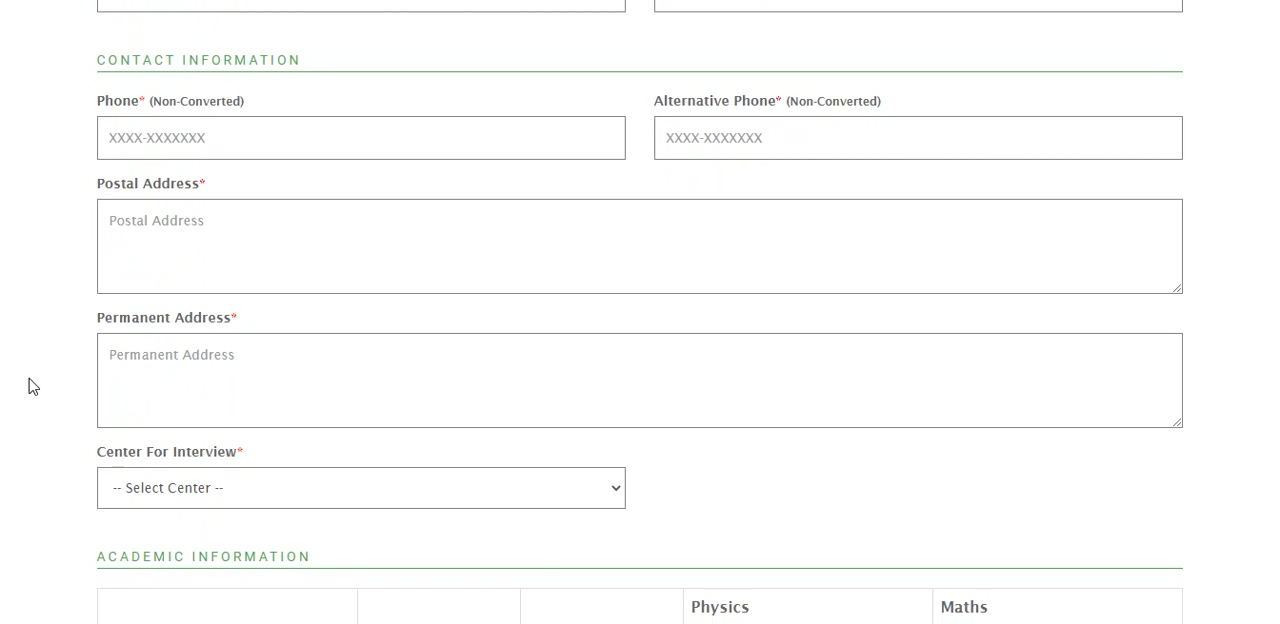 CONTACT INFORMATION
Phone* (Non-Converted)
Alternative Phone* (Non-Converted)
XXXX-XXXXXXX
XXXX-XXXXXXX
Postal Address*
Postal Address
Permanent Address*
Permanent Address
Center For Interview*
-- Select Center --
ACADEMIC INFORMATION
Physics
Maths